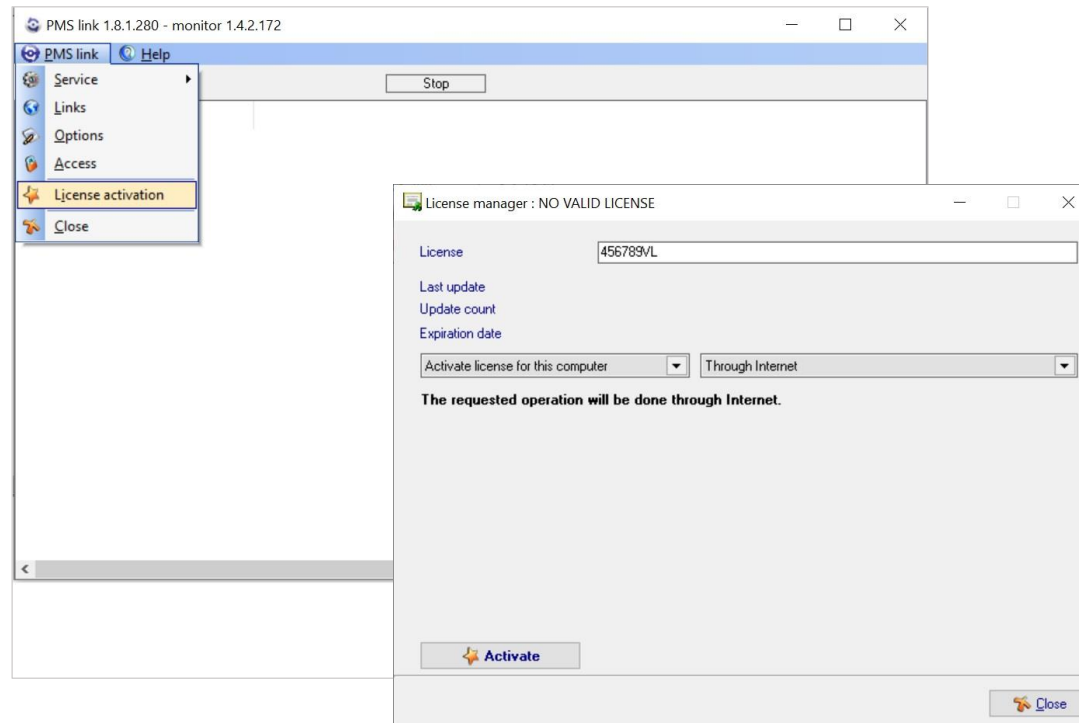 PMS link 1.8.1.280 - monitor 1.4.2.172
PMS link Help
Service
Stop
Links
Options
Access
License activation
Close
License manager : NO VALID LICENSE
License 456789VL
Last update
Update count
Expiration date
Activate license for this computer Through Internet
The requested operation will be done through Internet.
Activate
Close